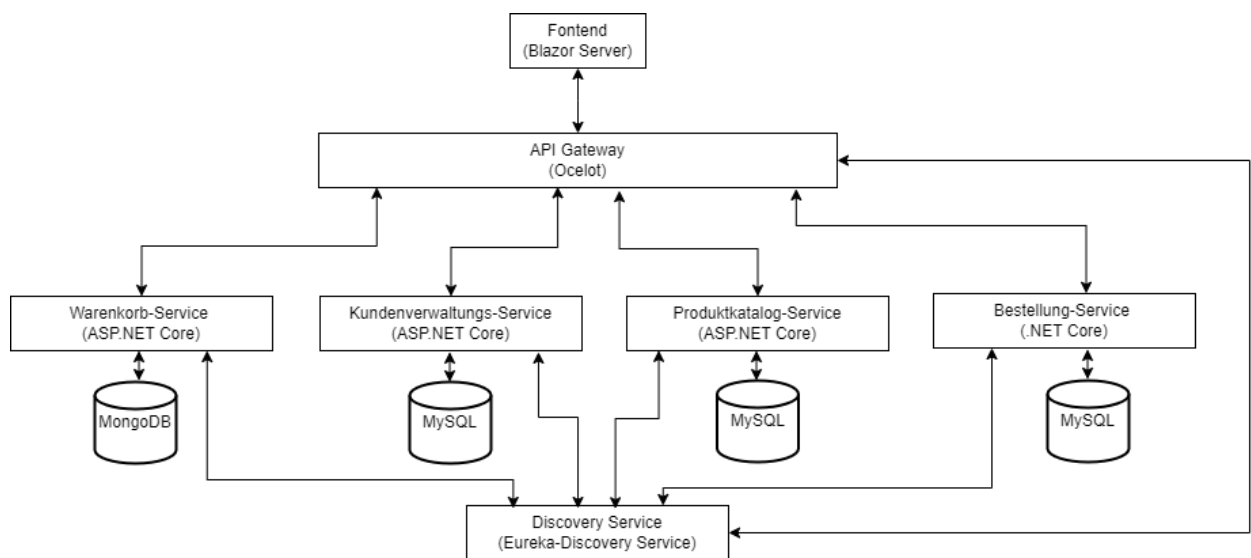 Fontend
(Blazor Server)
API Gateway
(Ocelot)
Warenkorb-Service
(ASP.NET Core)
Kundenverwaltungs-Service
(ASP.NET Core)
Produktkatalog-Service
(ASP.NET Core)
Bestellung-Service
(.NET Core)
MongoDB
MySQL
MySQL
MySQL
Discovery Service
(Eureka-Discovery Service)